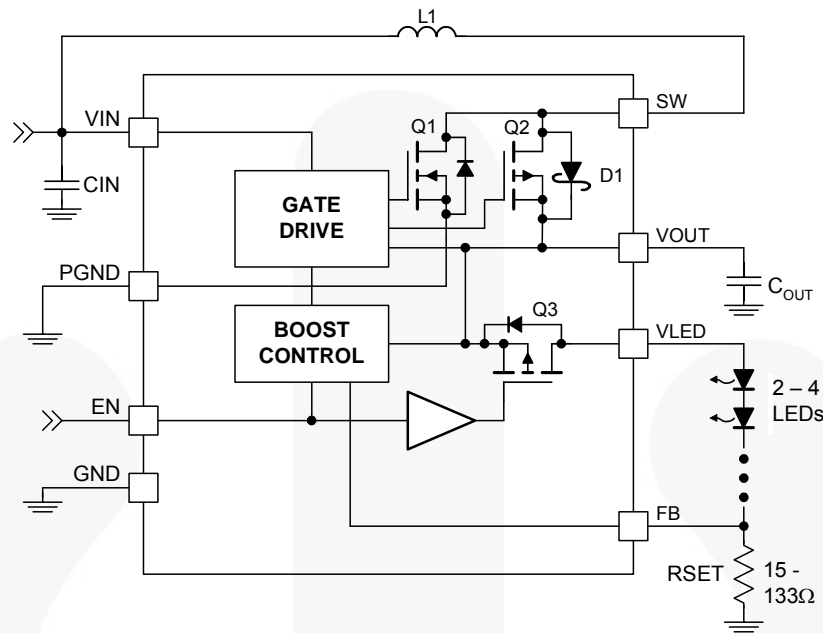 L1
VIN
SW
Q1
Q2
D1
CIN
GATE
DRIVE
VOUT
PGND
C_OUT
Q3
BOOST
CONTROL
VLED
2 – 4
LEDs
EN
GND
FB
RSET
15 -
133Ω